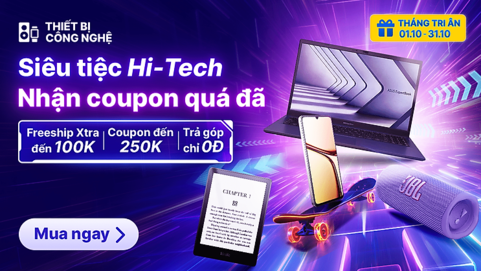 THIẾT BỊ
CÔNG NGHỆ
THÁNG TRI ÂN
01.10 - 31.10
Siêu tiệc Hi-Tech
Nhận coupon quá đã
Freeship Xtra
đến 100K
Coupon đến
250K
Trả góp
chỉ 0Đ
CHAPTER 1
JBL
Mua ngay